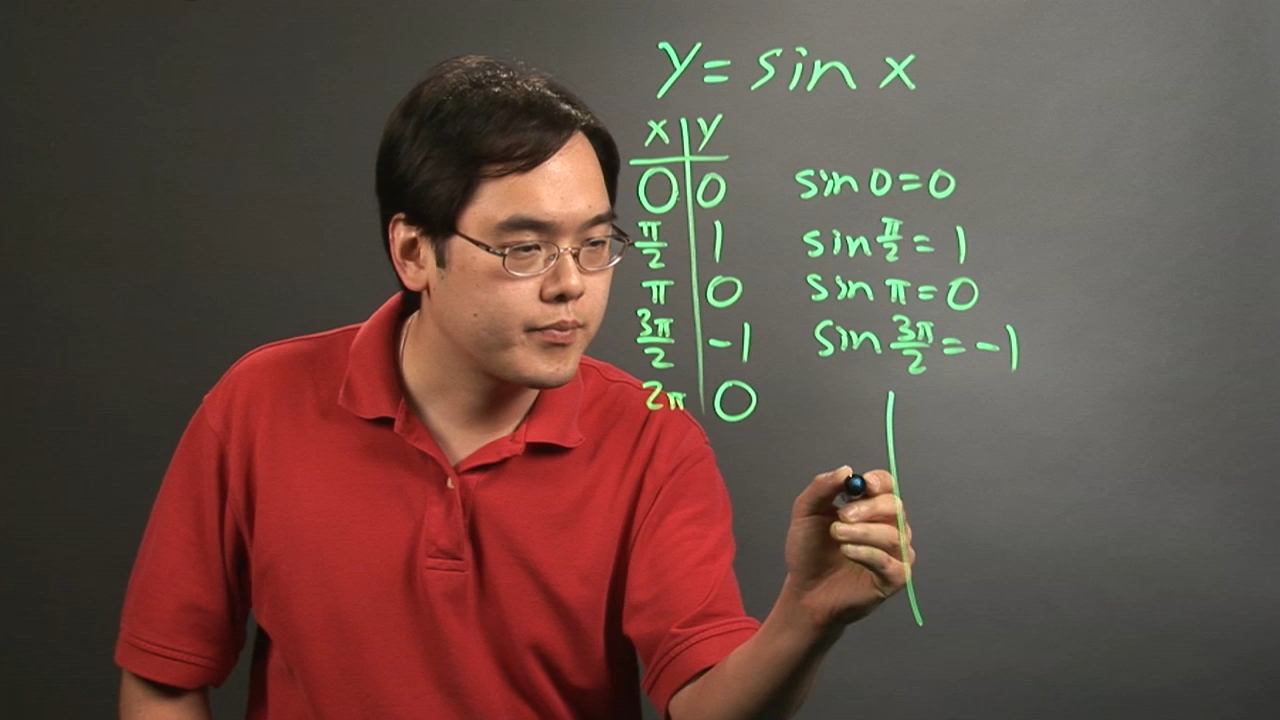 y = sin x
x y
0 0 sin 0 = 0
π/2 1 sin π/2 = 1
π 0 sin π = 0
3π/2 -1 sin 3π/2 = -1
2π 0